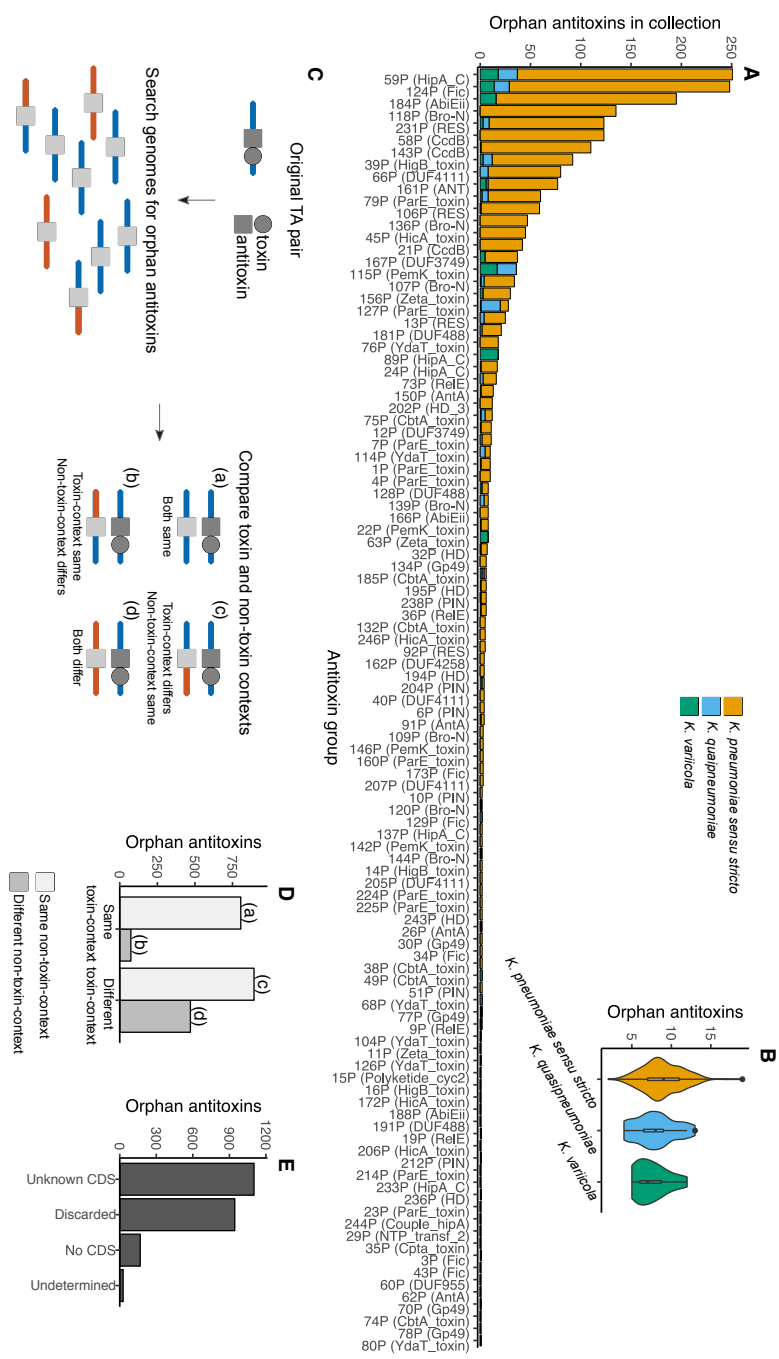 A
Orphan antitoxins in collection
0
50
100
150
200
250
59P (HipA_C)
124P (Fic)
184P (AbiEii)
118P (Bro-N)
231P (RES)
58P (CcdB)
143P (CcdB)
39P (HigB_toxin)
66P (DUF4111)
161P (ANT)
79P (ParE_toxin)
106P (RES)
136P (Bro-N)
45P (HicA_toxin)
21P (CcdB)
167P (DUF3749)
115P (PemK_toxin)
107P (Bro-N)
156P (Zeta_toxin)
127P (ParE_toxin)
13P (RES)
181P (DUF488)
76P (YdaT_toxin)
89P (HipA_C)
24P (HipA_C)
73P (RelE)
150P (AntA)
202P (HD_3)
75P (CbtA_toxin)
12P (DUF3749)
7P (ParE_toxin)
114P (YdaT_toxin)
1P (ParE_toxin)
4P (ParE_toxin)
128P (DUF488)
139P (Bro-N)
166P (AbiEii)
22P (PemK_toxin)
63P (Zeta_toxin)
32P (HD)
134P (Gp49)
185P (CbtA_toxin)
195P (HD)
238P (PIN)
36P (RelE)
132P (CbtA_toxin)
246P (HicA_toxin)
92P (RES)
162P (DUF4258)
194P (HD)
204P (PIN)
40P (DUF4111)
6P (PIN)
91P (AntA)
109P (Bro-N)
146P (PemK_toxin)
160P (ParE_toxin)
173P (Fic)
207P (DUF4111)
10P (PIN)
120P (Bro-N)
129P (Fic)
137P (HipA_C)
142P (PemK_toxin)
144P (Bro-N)
14P (HigB_toxin)
205P (DUF4111)
224P (ParE_toxin)
225P (ParE_toxin)
243P (HD)
26P (AntA)
30P (Gp49)
34P (Fic)
38P (CbtA_toxin)
49P (CbtA_toxin)
51P (PIN)
68P (YdaT_toxin)
77P (Gp49)
9P (RelE)
104P (YdaT_toxin)
11P (Zeta_toxin)
126P (YdaT_toxin)
15P (Polyketide_cyc2)
16P (HigB_toxin)
172P (HicA_toxin)
188P (AbiEii)
191P (DUF488)
19P (RelE)
206P (HicA_toxin)
212P (PIN)
214P (ParE_toxin)
233P (HipA_C)
236P (HD)
23P (ParE_toxin)
244P (Couple_hipA)
29P (NTP_transf_2)
35P (Cpta_toxin)
3P (Fic)
43P (Fic)
60P (DUF955)
62P (AntA)
70P (Gp49)
74P (CbtA_toxin)
78P (Gp49)
80P (YdaT_toxin)
Antitoxin group
K. pneumoniae sensu stricto
K. quaipneumoniae
K. variicola
B
Orphan antitoxins
5
10
15
K. pneumoniae sensu stricto
K. quasipneumoniae
K. variicola
C
Original TA pair
toxin
antitoxin
Search genomes for orphan antitoxins
Compare toxin and non-toxin contexts
(a)
Both same
(b)
Toxin-context same
Non-toxin-context differs
(c)
Toxin-context differs
Non-toxin-context same
(d)
Both differ
D
Orphan antitoxins
0
250
500
750
(a)
(b)
(c)
(d)
Same
toxin-context
Different
toxin-context
Same non-toxin-context
Different non-toxin-context
E
Orphan antitoxins
0
300
600
900
1200
Unknown CDS
Discarded
No CDS
Undetermined